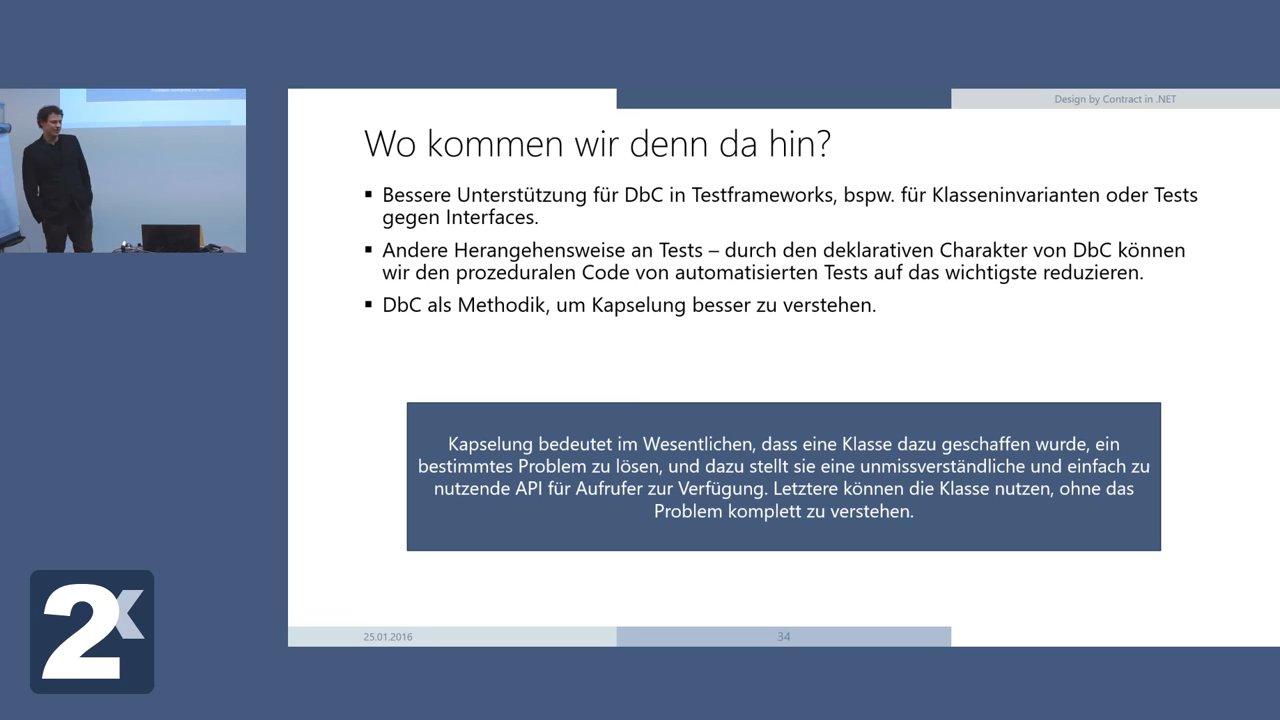 Design by Contract in .NET
Wo kommen wir denn da hin?
▪ Bessere Unterstützung für DbC in Testframeworks, bspw. für Klasseninvarianten oder Tests
gegen Interfaces.
▪ Andere Herangehensweise an Tests – durch den deklarativen Charakter von DbC können
wir den prozeduralen Code von automatisierten Tests auf das wichtigste reduzieren.
▪ DbC als Methodik, um Kapselung besser zu verstehen.
Kapselung bedeutet im Wesentlichen, dass eine Klasse dazu geschaffen wurde, ein
bestimmtes Problem zu lösen, und dazu stellt sie eine unmissverständliche und einfach zu
nutzende API für Aufrufer zur Verfügung. Letztere können die Klasse nutzen, ohne das
Problem komplett zu verstehen.
25.01.2016
34
2x